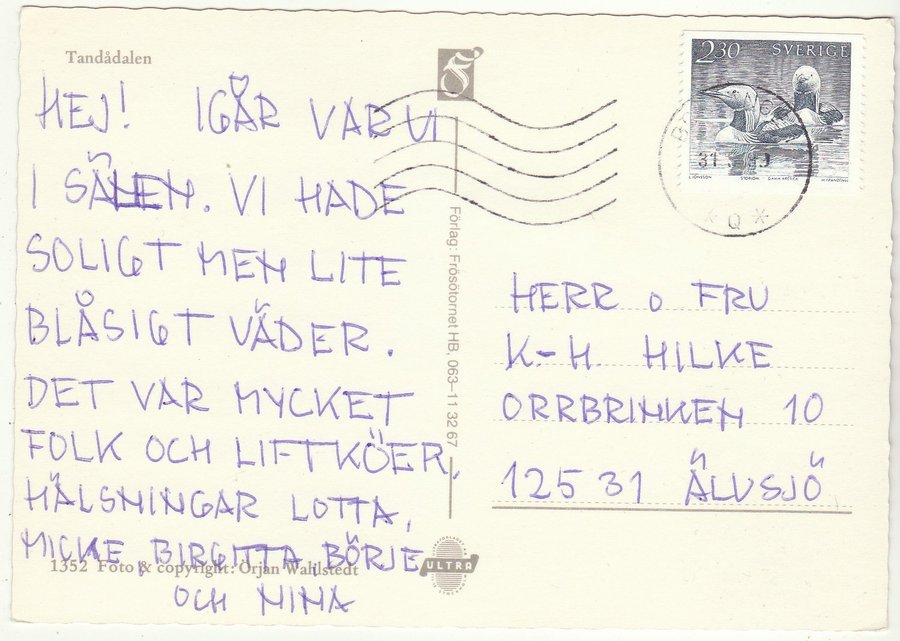 Tandådalen
HEJ! IGÅR VAR VI
I SÄLEN. VI HADE
SOLIGT MEN LITE
BLÅSIGT VÄDER.
DET VAR MYCKET
FOLK OCH LIFTKÖER.
HÄLSNINGAR LOTTA,
MICKE, BIRGITTA, BÖRJE
OCH NINA
1352 Foto & copyright: Örjan Wahlstedt
Förlag: Frösötornet HB, 063–11 32 67
ULTRA
2.30 SVERIGE
31
* Q *
HERR o FRU
K-H HILKE
ORRBRINKEN 10
125 31 ÄLVSJÖ